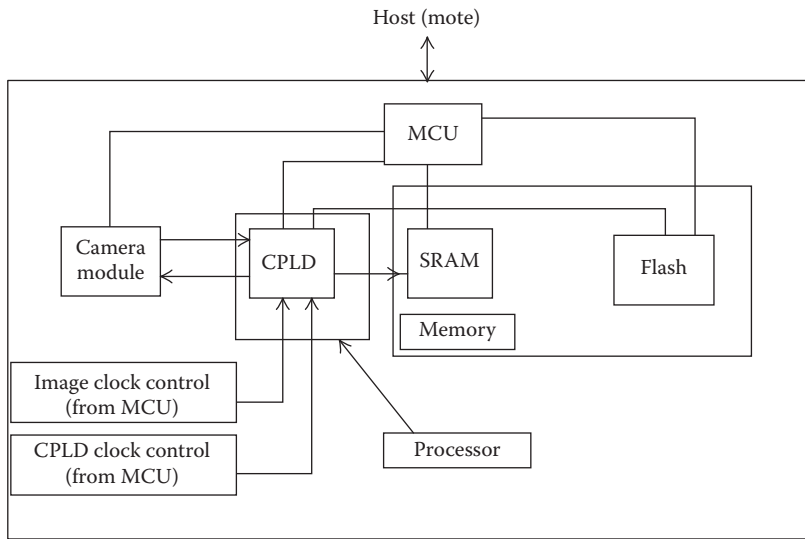 Host (mote)
MCU
Camera
module
CPLD
SRAM
Flash
Memory
Image clock control
(from MCU)
CPLD clock control
(from MCU)
Processor